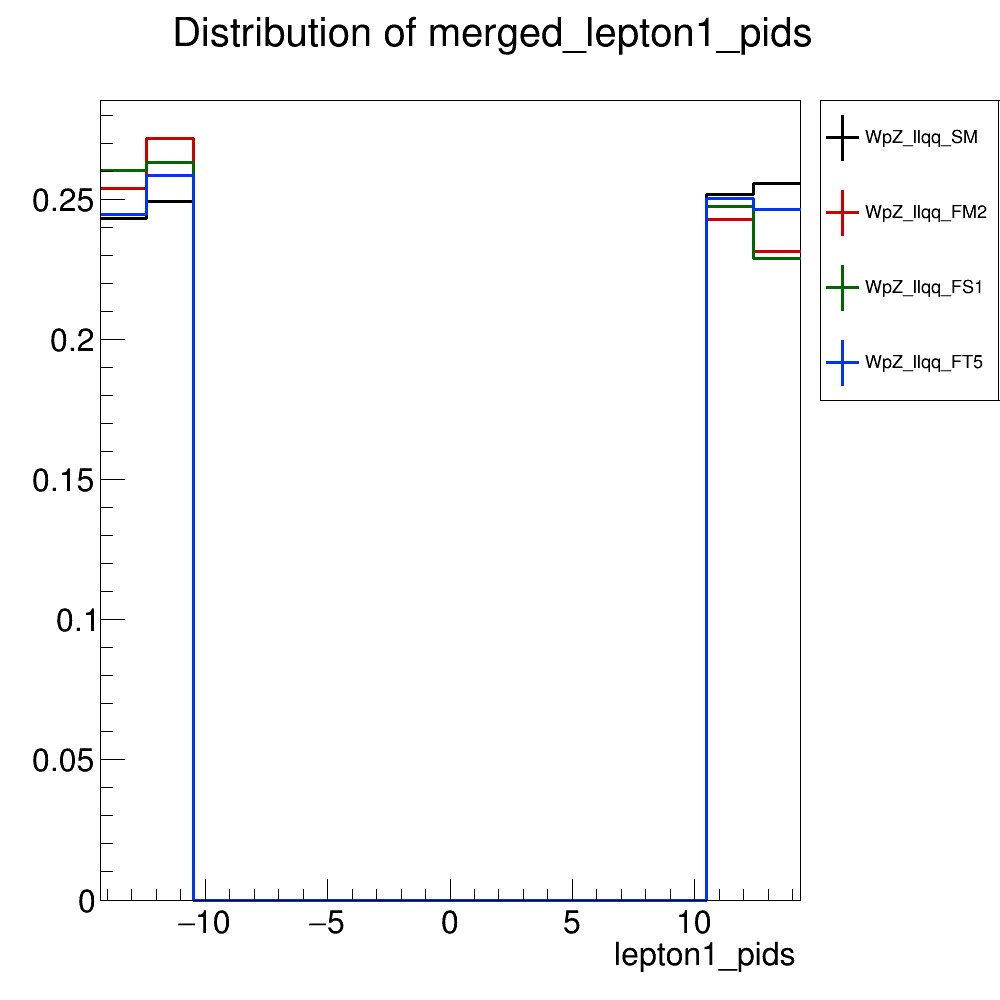 Distribution of merged_lepton1_pids
WpZ_llqq_SM
WpZ_llqq_FM2
WpZ_llqq_FS1
WpZ_llqq_FT5
0.25
0.2
0.15
0.1
0.05
0
−10 −5 0 5 10
lepton1_pids